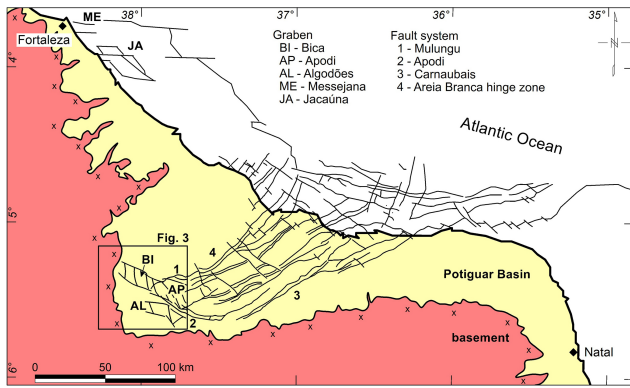 38°
37°
36°
35°
ME
Fortaleza
JA
Graben
BI - Bica
AP - Apodi
AL - Algodões
ME - Messejana
JA - Jacaúna
Fault system
1 - Mulungu
2 - Apodi
3 - Carnaubais
4 - Areia Branca hinge zone
N
4°
Atlantic Ocean
5°
Fig. 3
BI
1
4
AP
AL
2
3
Potiguar Basin
basement
Natal
6°
0 50 100 km